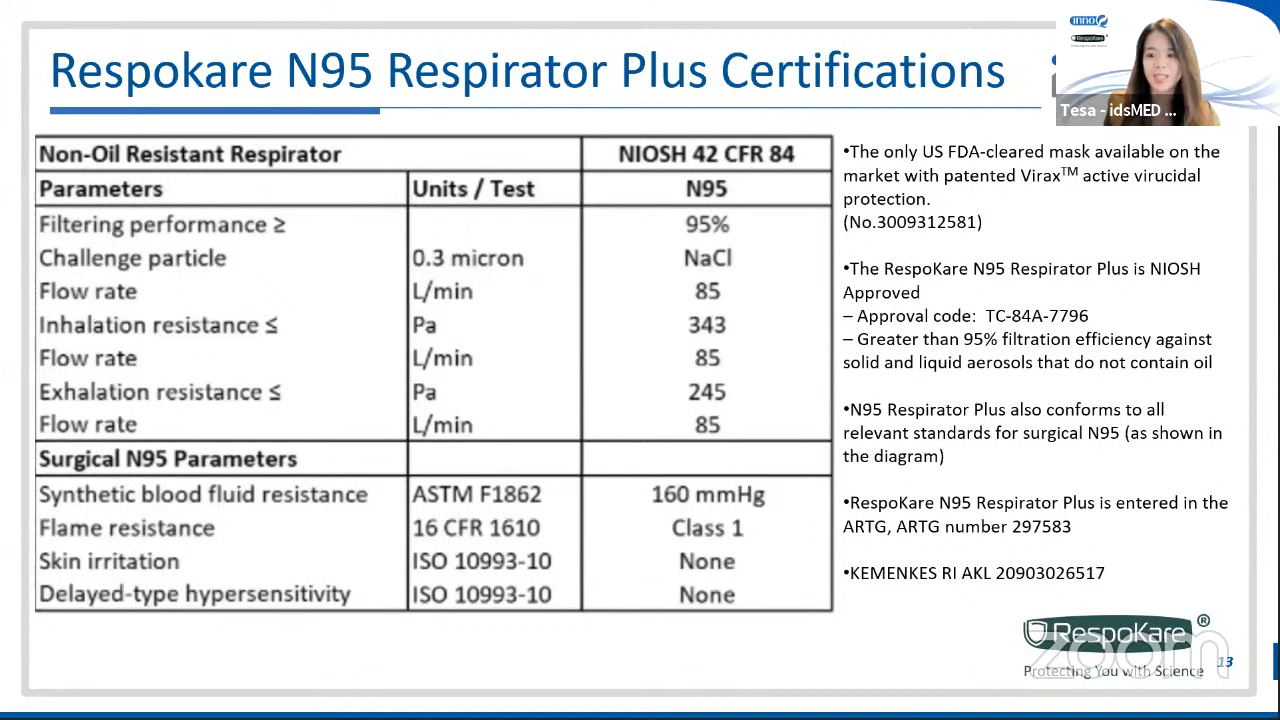 Respokare N95 Respirator Plus Certifications
innoQ
RespoKare®
Tesa - idsMED ...
Non-Oil Resistant Respirator NIOSH 42 CFR 84
Parameters Units / Test N95
Filtering performance ≥ 95%
Challenge particle 0.3 micron NaCl
Flow rate L/min 85
Inhalation resistance ≤ Pa 343
Flow rate L/min 85
Exhalation resistance ≤ Pa 245
Flow rate L/min 85
Surgical N95 Parameters
Synthetic blood fluid resistance ASTM F1862 160 mmHg
Flame resistance 16 CFR 1610 Class 1
Skin irritation ISO 10993-10 None
Delayed-type hypersensitivity ISO 10993-10 None
•The only US FDA-cleared mask available on the
market with patented Virax™ active virucidal
protection.
(No.3009312581)
•The RespoKare N95 Respirator Plus is NIOSH
Approved
– Approval code: TC-84A-7796
– Greater than 95% filtration efficiency against
solid and liquid aerosols that do not contain oil
•N95 Respirator Plus also conforms to all
relevant standards for surgical N95 (as shown in
the diagram)
•RespoKare N95 Respirator Plus is entered in the
ARTG, ARTG number 297583
•KEMENKES RI AKL 20903026517
RespoKare®
zoom
Protecting You with Science
13